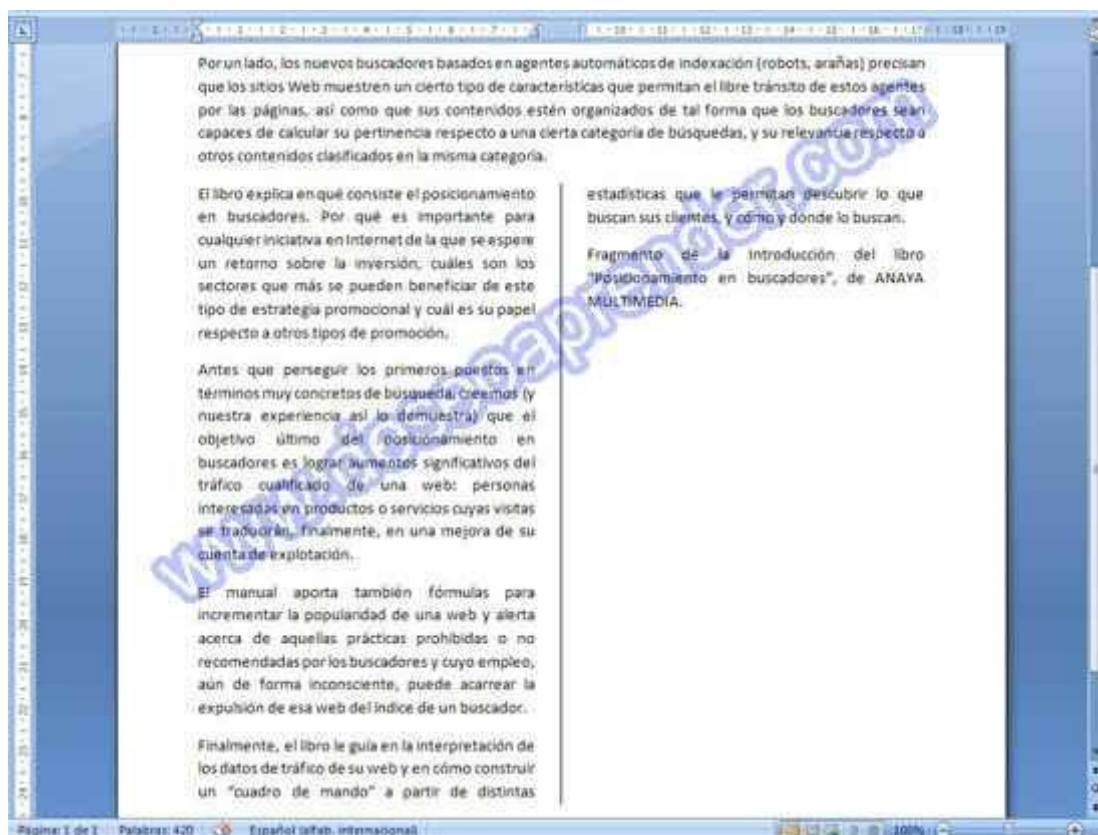 Por un lado, los nuevos buscadores basados en agentes automáticos de indexación (robots, arañas) precisan
que los sitios Web muestren un cierto tipo de características que permitan el libre tránsito de estos agentes
por las páginas, así como que sus contenidos estén organizados de tal forma que los buscadores sean
capaces de calcular su pertinencia respecto a una cierta categoría de búsquedas, y su relevancia respecto a
otros contenidos clasificados en la misma categoría.
El libro explica en qué consiste el posicionamiento
en buscadores. Por qué es importante para
cualquier iniciativa en Internet de la que se espere
un retorno sobre la inversión, cuáles son los
sectores que más se pueden beneficiar de este
tipo de estrategia promocional y cuál es su papel
respecto a otros tipos de promoción.
Antes que perseguir los primeros puestos en
términos muy concretos de búsqueda, creemos (y
nuestra experiencia así lo demuestra) que el
objetivo último del posicionamiento en
buscadores es lograr aumentos significativos del
tráfico cualificado de una web: personas
interesadas en productos o servicios cuyas visitas
se traducirán, finalmente, en una mejora de su
cuenta de explotación.
El manual aporta también fórmulas para
incrementar la popularidad de una web y alerta
acerca de aquellas prácticas prohibidas o no
recomendadas por los buscadores y cuyo empleo,
aún de forma inconsciente, puede acarrear la
expulsión de esa web del índice de un buscador.
Finalmente, el libro le guía en la interpretación de
los datos de tráfico de su web y en cómo construir
un "cuadro de mando" a partir de distintas
estadísticas que le permitan descubrir lo que
buscan sus clientes, y cómo y dónde lo buscan.
Fragmento de la introducción del libro
"Posicionamiento en buscadores", de ANAYA
MULTIMEDIA.
www.discoaprender.com
Página: 1 de 1 Palabras: 420 Español (alfab. internacional) 100%